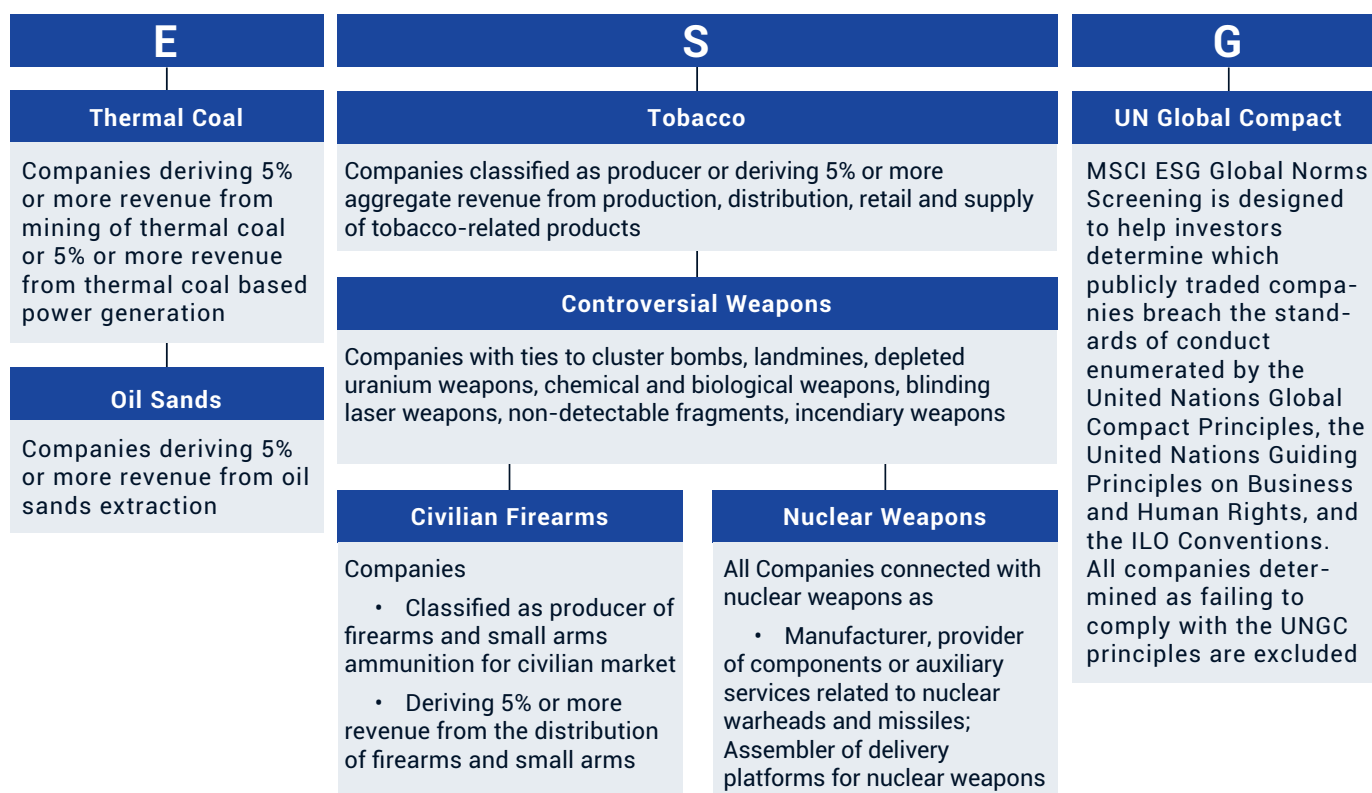 E
Thermal Coal
Companies deriving 5%
or more revenue from
mining of thermal coal
or 5% or more revenue
from thermal coal based
power generation
Oil Sands
Companies deriving 5%
or more revenue from oil
sands extraction
S
Tobacco
Companies classified as producer or deriving 5% or more
aggregate revenue from production, distribution, retail and supply
of tobacco-related products
Controversial Weapons
Companies with ties to cluster bombs, landmines, depleted
uranium weapons, chemical and biological weapons, blinding
laser weapons, non-detectable fragments, incendiary weapons
Civilian Firearms
Companies
• Classified as producer of
firearms and small arms
ammunition for civilian market
• Deriving 5% or more
revenue from the distribution
of firearms and small arms
Nuclear Weapons
All Companies connected with
nuclear weapons as
• Manufacturer, provider
of components or auxiliary
services related to nuclear
warheads and missiles;
Assembler of delivery
platforms for nuclear weapons
G
UN Global Compact
MSCI ESG Global Norms
Screening is designed
to help investors
determine which
publicly traded compa-
nies breach the stand-
ards of conduct
enumerated by the
United Nations Global
Compact Principles, the
United Nations Guiding
Principles on Business
and Human Rights, and
the ILO Conventions.
All companies deter-
mined as failing to
comply with the UNGC
principles are excluded